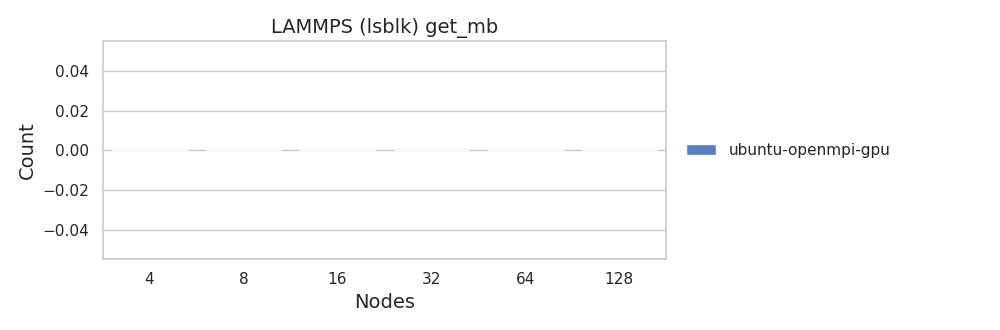 LAMMPS (lsblk) get_mb
Count
0.04
0.02
0.00
−0.02
−0.04
4 8 16 32 64 128
Nodes
ubuntu-openmpi-gpu